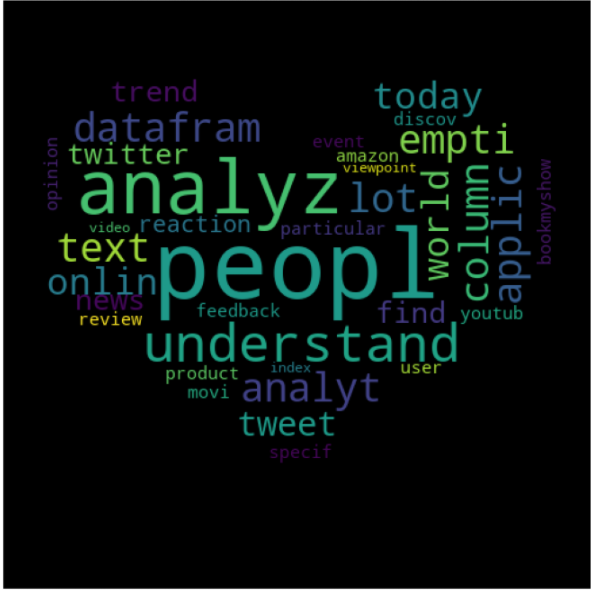 trend
today
discov
datafram
empti
event
twitter
amazon
viewpoint
opinion
analyz
lot
world
column
applic
bookmyshow
video
reaction
particular
text
peopl
onlin
news
feedback
find
youtub
review
understand
product
index
user
movi
analyt
tweet
specif